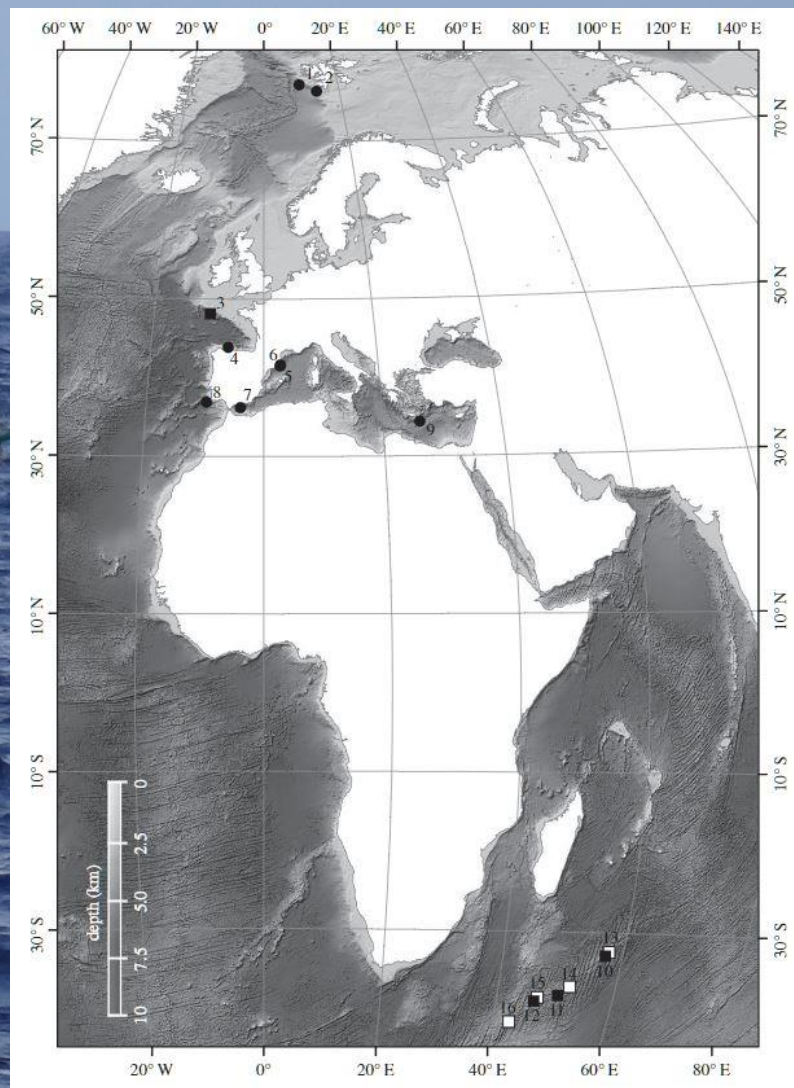 60° W 40° W 20° W 0° 20° E 40° E 60° E 80° E 100° E 120° E 140° E
1 2
70° N 70° N
50° N 50° N
3
4
6
5
8 7
9
30° N 30° N
10° N 10° N
10° S 10° S
0
2.5
5.0
7.5
10
depth (km)
30° S 30° S
13
10
14
15
11
12
16
20° W 0° 20° E 40° E 60° E 80° E